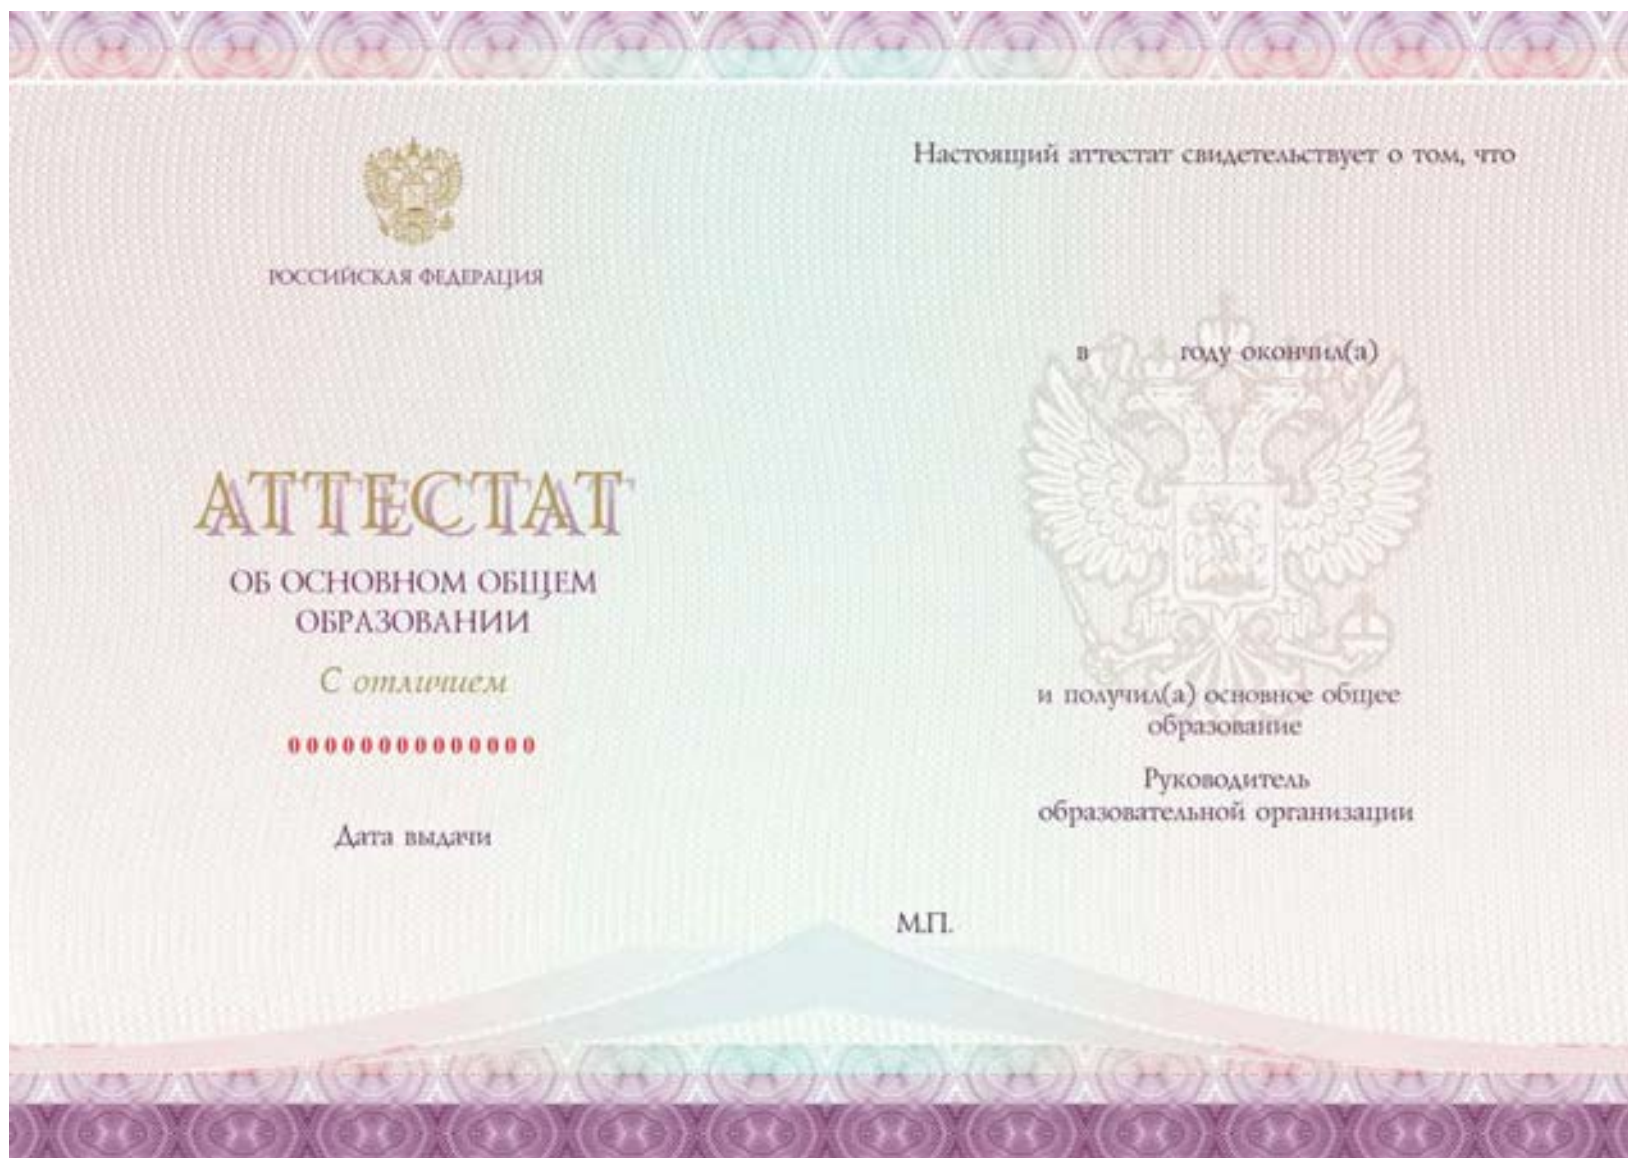 РОССИЙСКАЯ ФЕДЕРАЦИЯ
АТТЕСТАТ
ОБ ОСНОВНОМ ОБЩЕМ
ОБРАЗОВАНИИ
С отличием
00000000000000
Дата выдачи
Настоящий аттестат свидетельствует о том, что
в году окончил(а)
и получил(а) основное общее
образование
Руководитель
образовательной организации
М.П.